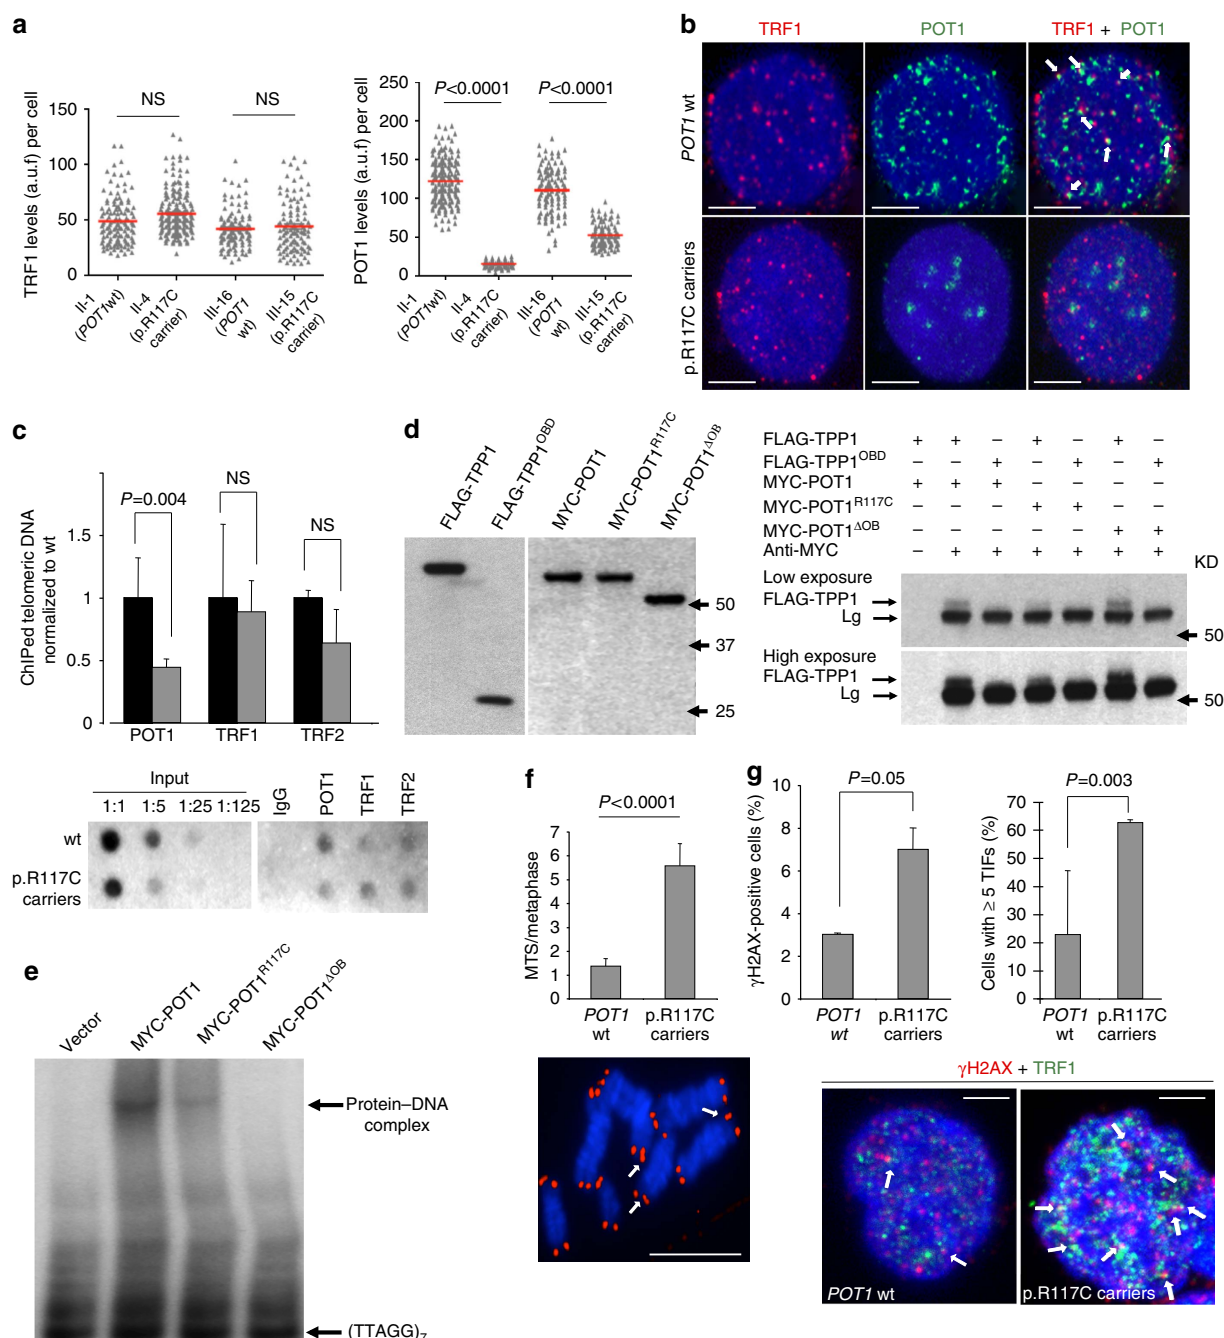 a
TRF1 levels (a.u.f) per cell
150
100
50
0
NS
NS
II-1 (POT1wt)
II-4 (p.R117C carrier)
III-16 (POT1 wt)
III-15 (p.R117C carrier)
POT1 levels (a.u.f) per cell
250
200
150
100
50
0
P<0.0001
P<0.0001
II-1 (POT1wt)
II-4 (p.R117C carrier)
III-16 (POT1 wt)
III-15 (p.R117C carrier)
b
TRF1
POT1
TRF1 + POT1
POT1 wt
p.R117C carriers
c
ChIPed telomeric DNA
normalized to wt
1.5
1
0.5
0
P=0.004
NS
NS
POT1
TRF1
TRF2
Input
1:1 1:5 1:25 1:125
IgG
POT1
TRF1
TRF2
wt
p.R117C
carriers
d
FLAG-TPP1
FLAG-TPP1OBD
MYC-POT1
MYC-POT1R117C
MYC-POT1ΔOB
50
37
25
FLAG-TPP1 + + – + – + –
FLAG-TPP1OBD – – + – + – +
MYC-POT1 + + + – – – –
MYC-POT1R117C – – – + + – –
MYC-POT1ΔOB – – – – – + +
Anti-MYC – + + + + + +
KD
Low exposure
FLAG-TPP1
Lg
50
High exposure
FLAG-TPP1
Lg
50
e
Vector
MYC-POT1
MYC-POT1R117C
MYC-POT1ΔOB
Protein–DNA
complex
(TTAGG)7
f
P<0.0001
MTS/metaphase
7
6
5
4
3
2
1
0
POT1
wt
p.R117C
carriers
g
γH2AX-positive cells (%)
10
8
6
4
2
0
P=0.05
POT1
wt
p.R117C
carriers
Cells with ≥ 5 TIFs (%)
70
60
50
40
30
20
10
0
P=0.003
POT1
wt
p.R117C
carriers
γH2AX + TRF1
POT1 wt
p.R117C carriers